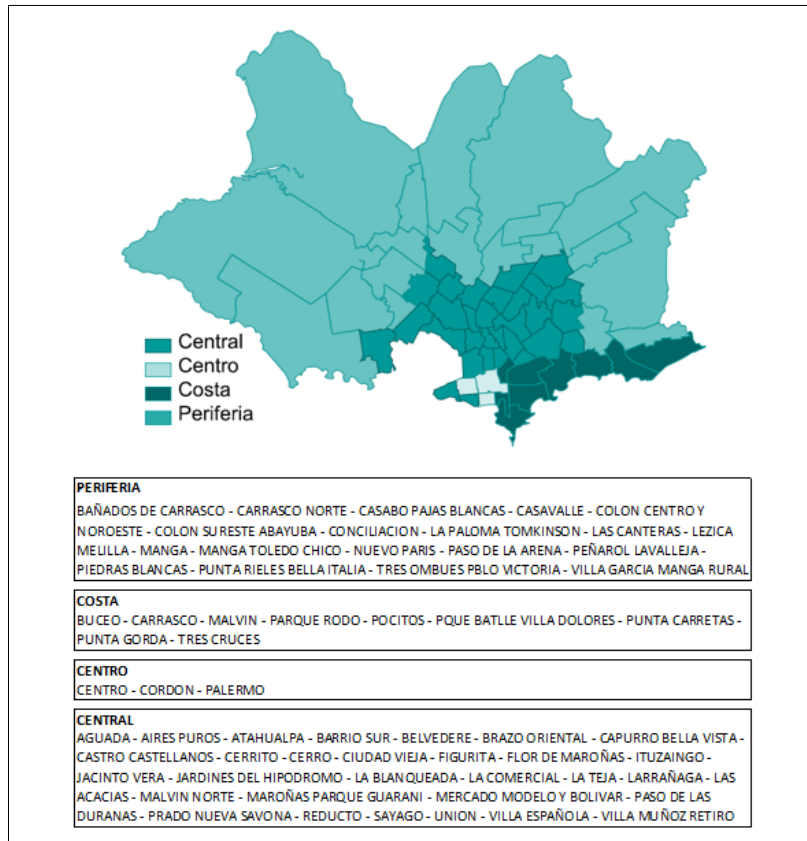 Central
Centro
Costa
Periferia
PERIFERIA
BAÑADOS DE CARRASCO - CARRASCO NORTE - CASABO PAJAS BLANCAS - CASAVALLE - COLON CENTRO Y
NOROESTE - COLON SURESTE ABAYUBA - CONCILIACION - LA PALOMA TOMKINSON - LAS CANTERAS - LEZICA
MELILLA - MANGA - MANGA TOLEDO CHICO - NUEVO PARIS - PASO DE LA ARENA - PEÑAROL LAVALLEJA -
PIEDRAS BLANCAS - PUNTA RIELES BELLA ITALIA - TRES OMBUES PBLO VICTORIA - VILLA GARCIA MANGA RURAL
COSTA
BUCEO - CARRASCO - MALVIN - PARQUE RODO - POCITOS - PQUE BATLLE VILLA DOLORES - PUNTA CARRETAS -
PUNTA GORDA - TRES CRUCES
CENTRO
CENTRO - CORDON - PALERMO
CENTRAL
AGUADA - AIRES PUROS - ATAHUALPA - BARRIO SUR - BELVEDERE - BRAZO ORIENTAL - CAPURRO BELLA VISTA -
CASTRO CASTELLANOS - CERRITO - CERRO - CIUDAD VIEJA - FIGURITA - FLOR DE MAROÑAS - ITUZAINGO -
JACINTO VERA - JARDINES DEL HIPODROMO - LA BLANQUEADA - LA COMERCIAL - LA TEJA - LARRAÑAGA - LAS
ACACIAS - MALVIN NORTE - MAROÑAS PARQUE GUARANI - MERCADO MODELO Y BOLIVAR - PASO DE LAS
DURANAS - PRADO NUEVA SAVONA - REDUCTO - SAYAGO - UNION - VILLA ESPAÑOLA - VILLA MUÑOZ RETIRO